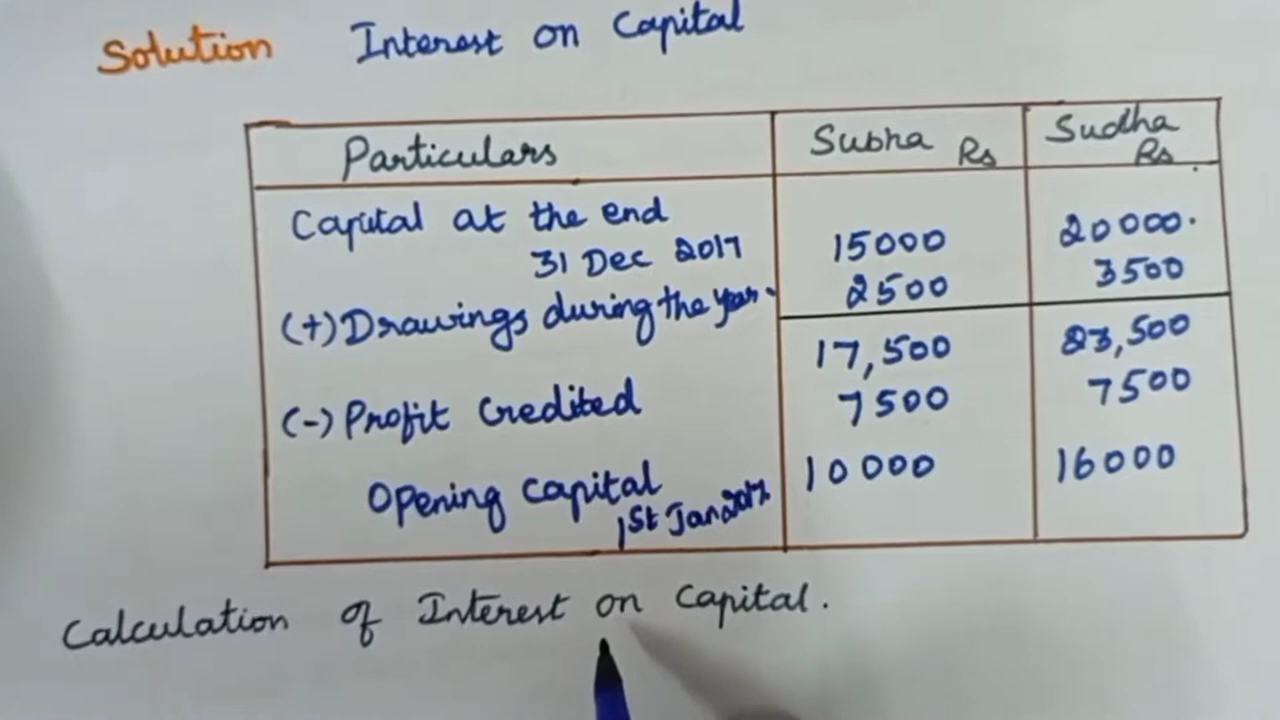 Solution Interest on Capital
Particulars Subha Rs Sudha Rs.
Capital at the end
31 Dec 2017 15000 20000.
(+) Drawings during the year. 2500 3500
17,500 23,500
(-) Profit Credited 7500 7500
Opening Capital 10000 16000
1st Jan 2017
Calculation of Interest on Capital.